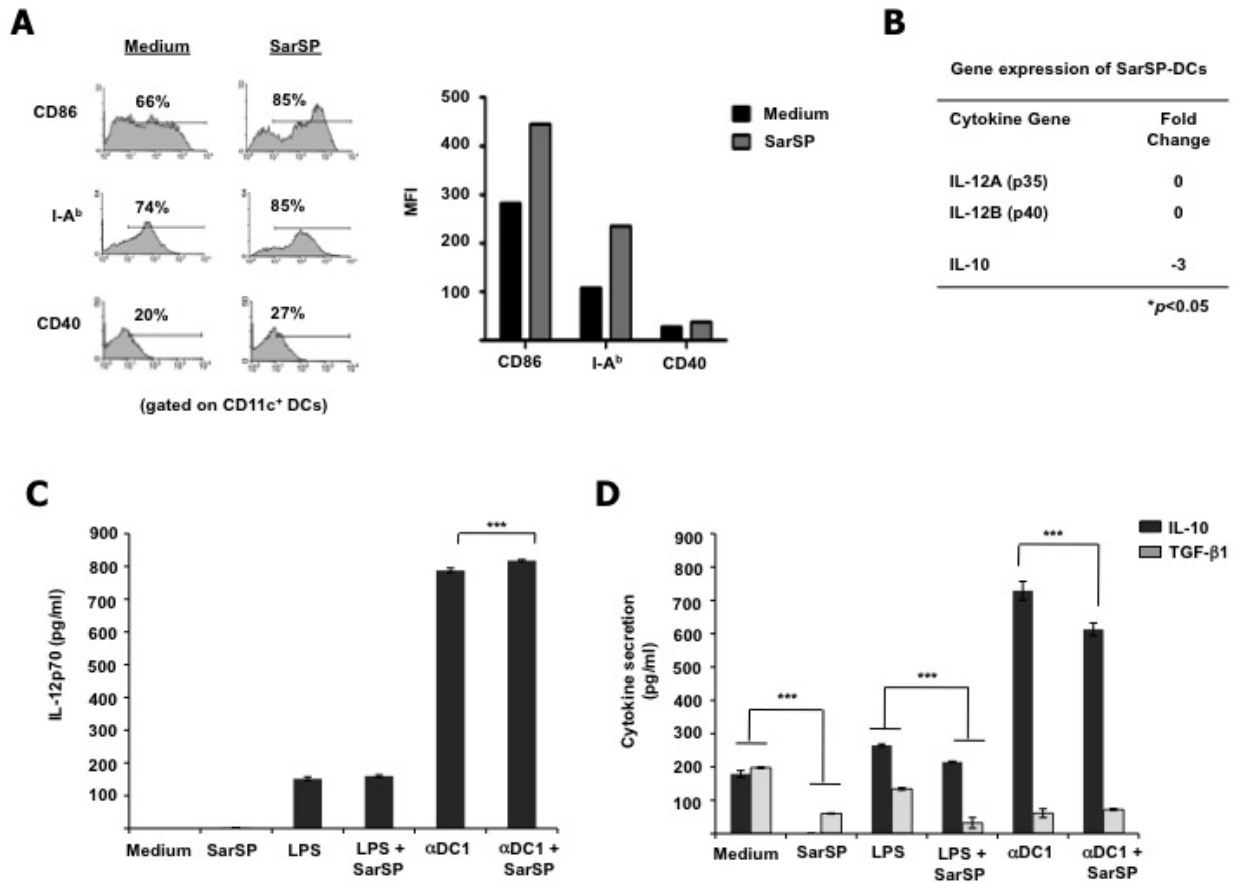 A
Medium SarSP
CD86
66%
85%
I-Aᵇ
74%
85%
CD40
20%
27%
(gated on CD11c⁺ DCs)
MFI
500
400
300
200
100
CD86 I-Aᵇ CD40
Medium
SarSP
B
Gene expression of SarSP-DCs
Cytokine Gene Fold
Change
IL-12A (p35) 0
IL-12B (p40) 0
IL-10 -3
*p<0.05
C
IL-12p70 (pg/ml)
900
800
700
600
500
400
300
200
100
***
Medium SarSP LPS LPS + SarSP αDC1 αDC1 + SarSP
D
Cytokine secretion
(pg/ml)
900
800
700
600
500
400
300
200
100
***
***
***
IL-10
TGF-β1
Medium SarSP LPS LPS + SarSP αDC1 αDC1 + SarSP